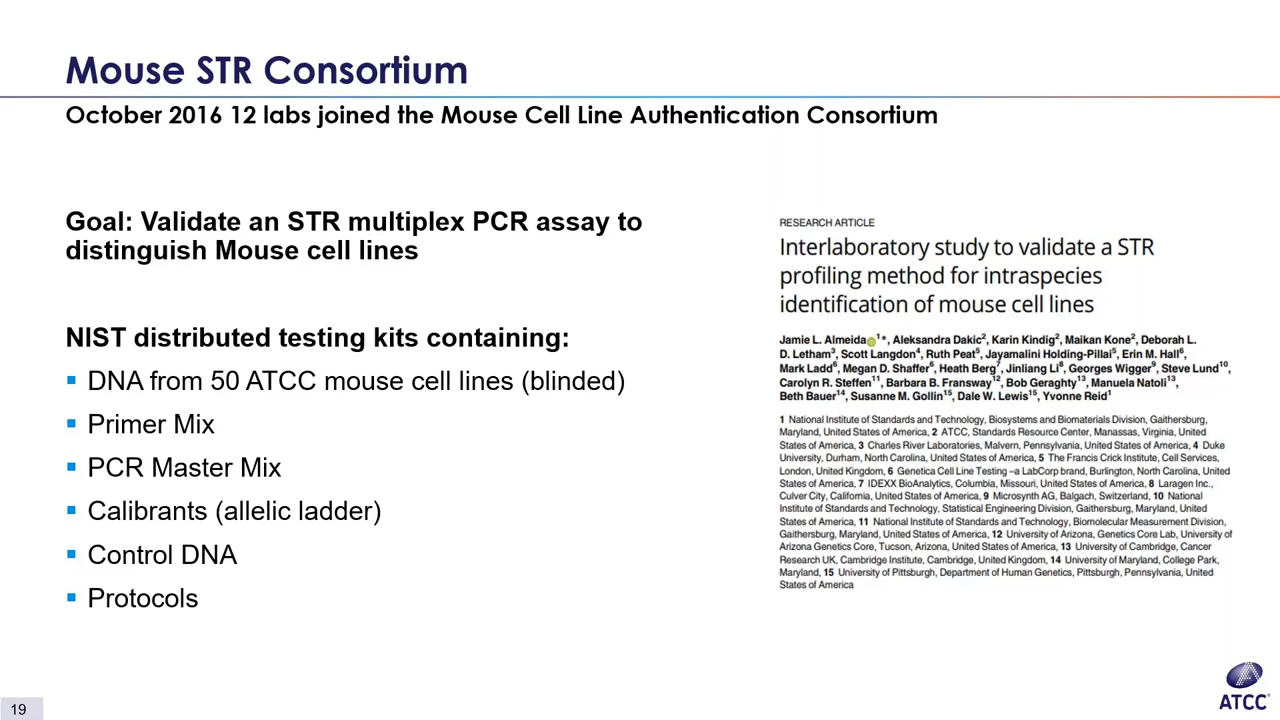 Mouse STR Consortium
October 2016 12 labs joined the Mouse Cell Line Authentication Consortium
Goal: Validate an STR multiplex PCR assay to
distinguish Mouse cell lines
NIST distributed testing kits containing:
▪ DNA from 50 ATCC mouse cell lines (blinded)
▪ Primer Mix
▪ PCR Master Mix
▪ Calibrants (allelic ladder)
▪ Control DNA
▪ Protocols
RESEARCH ARTICLE
Interlaboratory study to validate a STR
profiling method for intraspecies
identification of mouse cell lines
Jamie L. Almeida 1*, Aleksandra Dakic2, Karin Kindig2, Maikan Kone2, Deborah L.
D. Letham3, Scott Langdon4, Ruth Peat5, Jayamalini Holding-Pillai5, Erin M. Hall6,
Mark Ladd6, Megan D. Shaffer6, Heath Berg7, Jinliang Li8, Georges Wigger9, Steve Lund10,
Carolyn R. Steffen11, Barbara B. Fransway12, Bob Geraghty13, Manuela Natoli13,
Beth Bauer14, Susanne M. Gollin15, Dale W. Lewis15, Yvonne Reid1
1 National Institute of Standards and Technology, Biosystems and Biomaterials Division, Gaithersburg,
Maryland, United States of America, 2 ATCC, Standards Resource Center, Manassas, Virginia, United
States of America, 3 Charles River Laboratories, Malvern, Pennsylvania, United States of America, 4 Duke
University, Durham, North Carolina, United States of America, 5 The Francis Crick Institute, Cell Services,
London, United Kingdom, 6 Genetica Cell Line Testing –a LabCorp brand, Burlington, North Carolina, United
States of America, 7 IDEXX BioAnalytics, Columbia, Missouri, United States of America, 8 Laragen Inc.,
Culver City, California, United States of America, 9 Microsynth AG, Balgach, Switzerland, 10 National
Institute of Standards and Technology, Statistical Engineering Division, Gaithersburg, Maryland, United
States of America, 11 National Institute of Standards and Technology, Biomolecular Measurement Division,
Gaithersburg, Maryland, United States of America, 12 University of Arizona, Genetics Core Lab, University of
Arizona Genetics Core, Tucson, Arizona, United States of America, 13 University of Cambridge, Cancer
Research UK, Cambridge Institute, Cambridge, United Kingdom, 14 University of Maryland, College Park,
Maryland, 15 University of Pittsburgh, Department of Human Genetics, Pittsburgh, Pennsylvania, United
States of America
19
ATCC